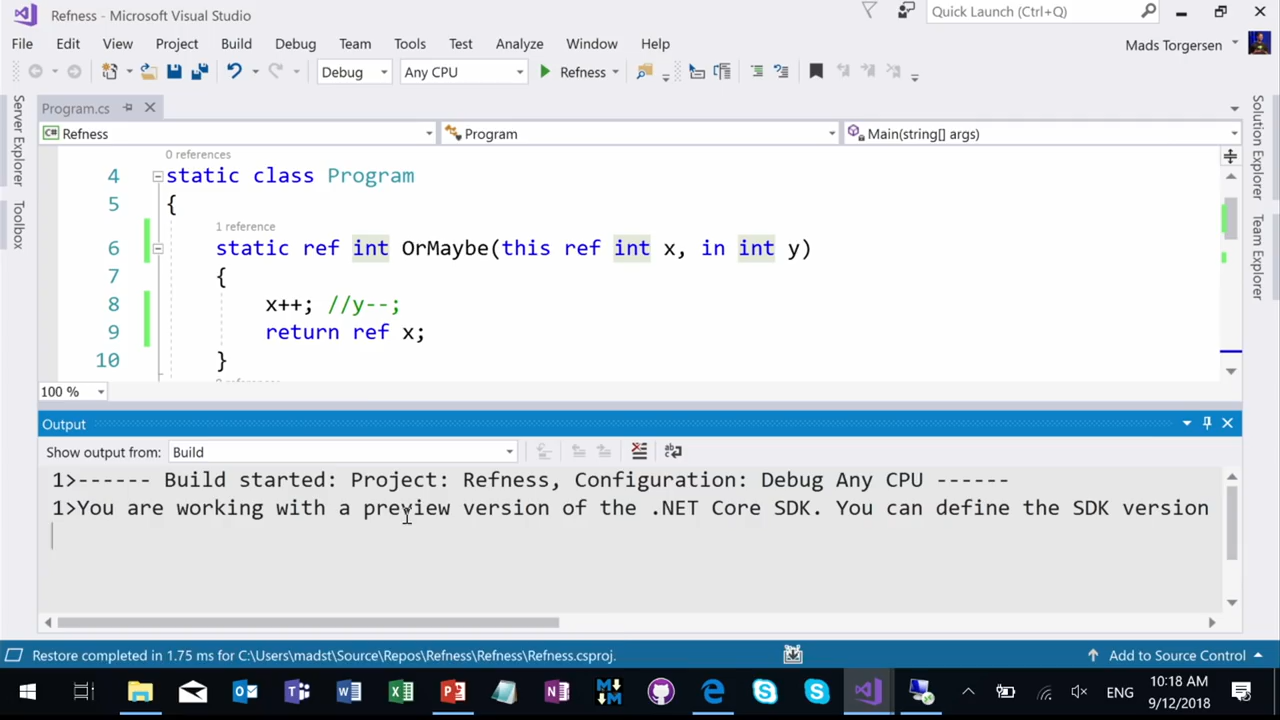 Refness - Microsoft Visual Studio
Quick Launch (Ctrl+Q)
File Edit View Project Build Debug Team Tools Test Analyze Window Help
Mads Torgersen
Debug Any CPU Refness
Server Explorer
Toolbox
Solution Explorer
Team Explorer
Program.cs
Refness Program Main(string[] args)
0 references
4 static class Program
5 {
1 reference
6 static ref int OrMaybe(this ref int x, in int y)
7 {
8 x++; //y--;
9 return ref x;
10 }
100 %
Output
Show output from: Build
1>------ Build started: Project: Refness, Configuration: Debug Any CPU ------
1>You are working with a preview version of the .NET Core SDK. You can define the SDK version
Restore completed in 1.75 ms for C:\Users\madst\Source\Repos\Refness\Refness\Refness.csproj.
Add to Source Control
ENG
10:18 AM
9/12/2018